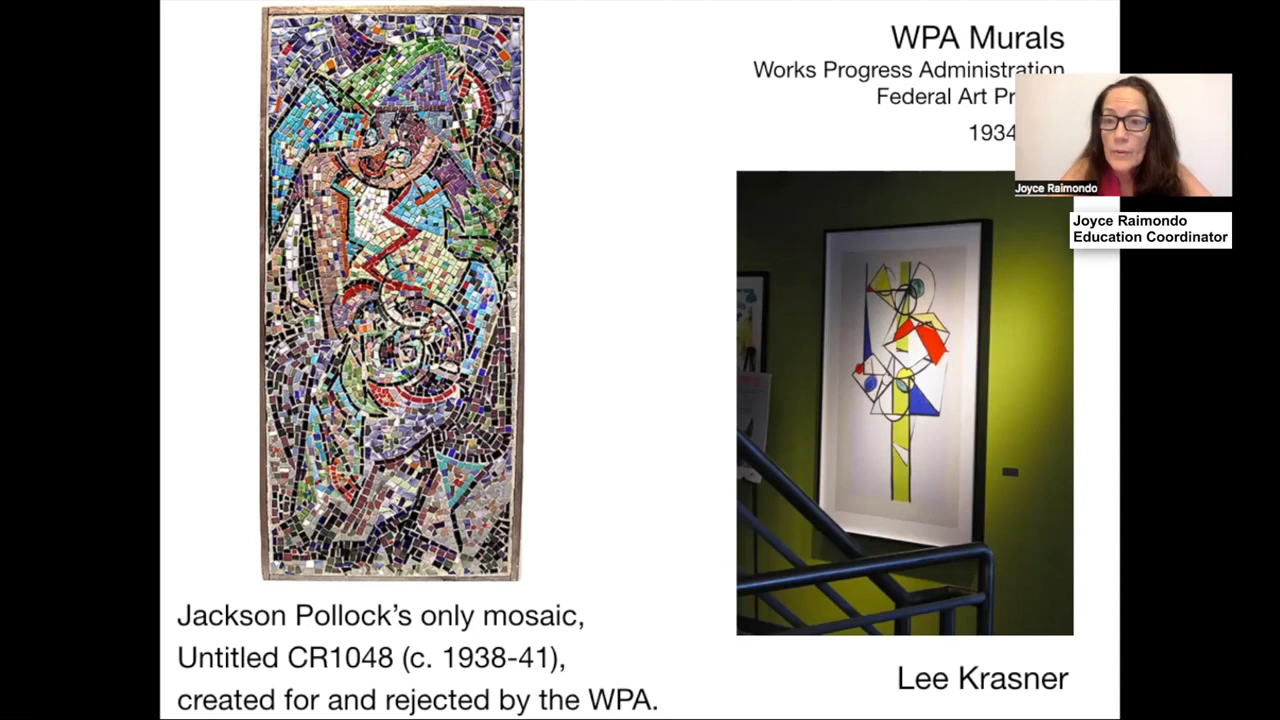 WPA Murals
Works Progress Administration
Federal Art
1934
Joyce Raimondo
Joyce Raimondo
Education Coordinator
Jackson Pollock’s only mosaic,
Untitled CR1048 (c. 1938-41),
created for and rejected by the WPA.
Lee Krasner